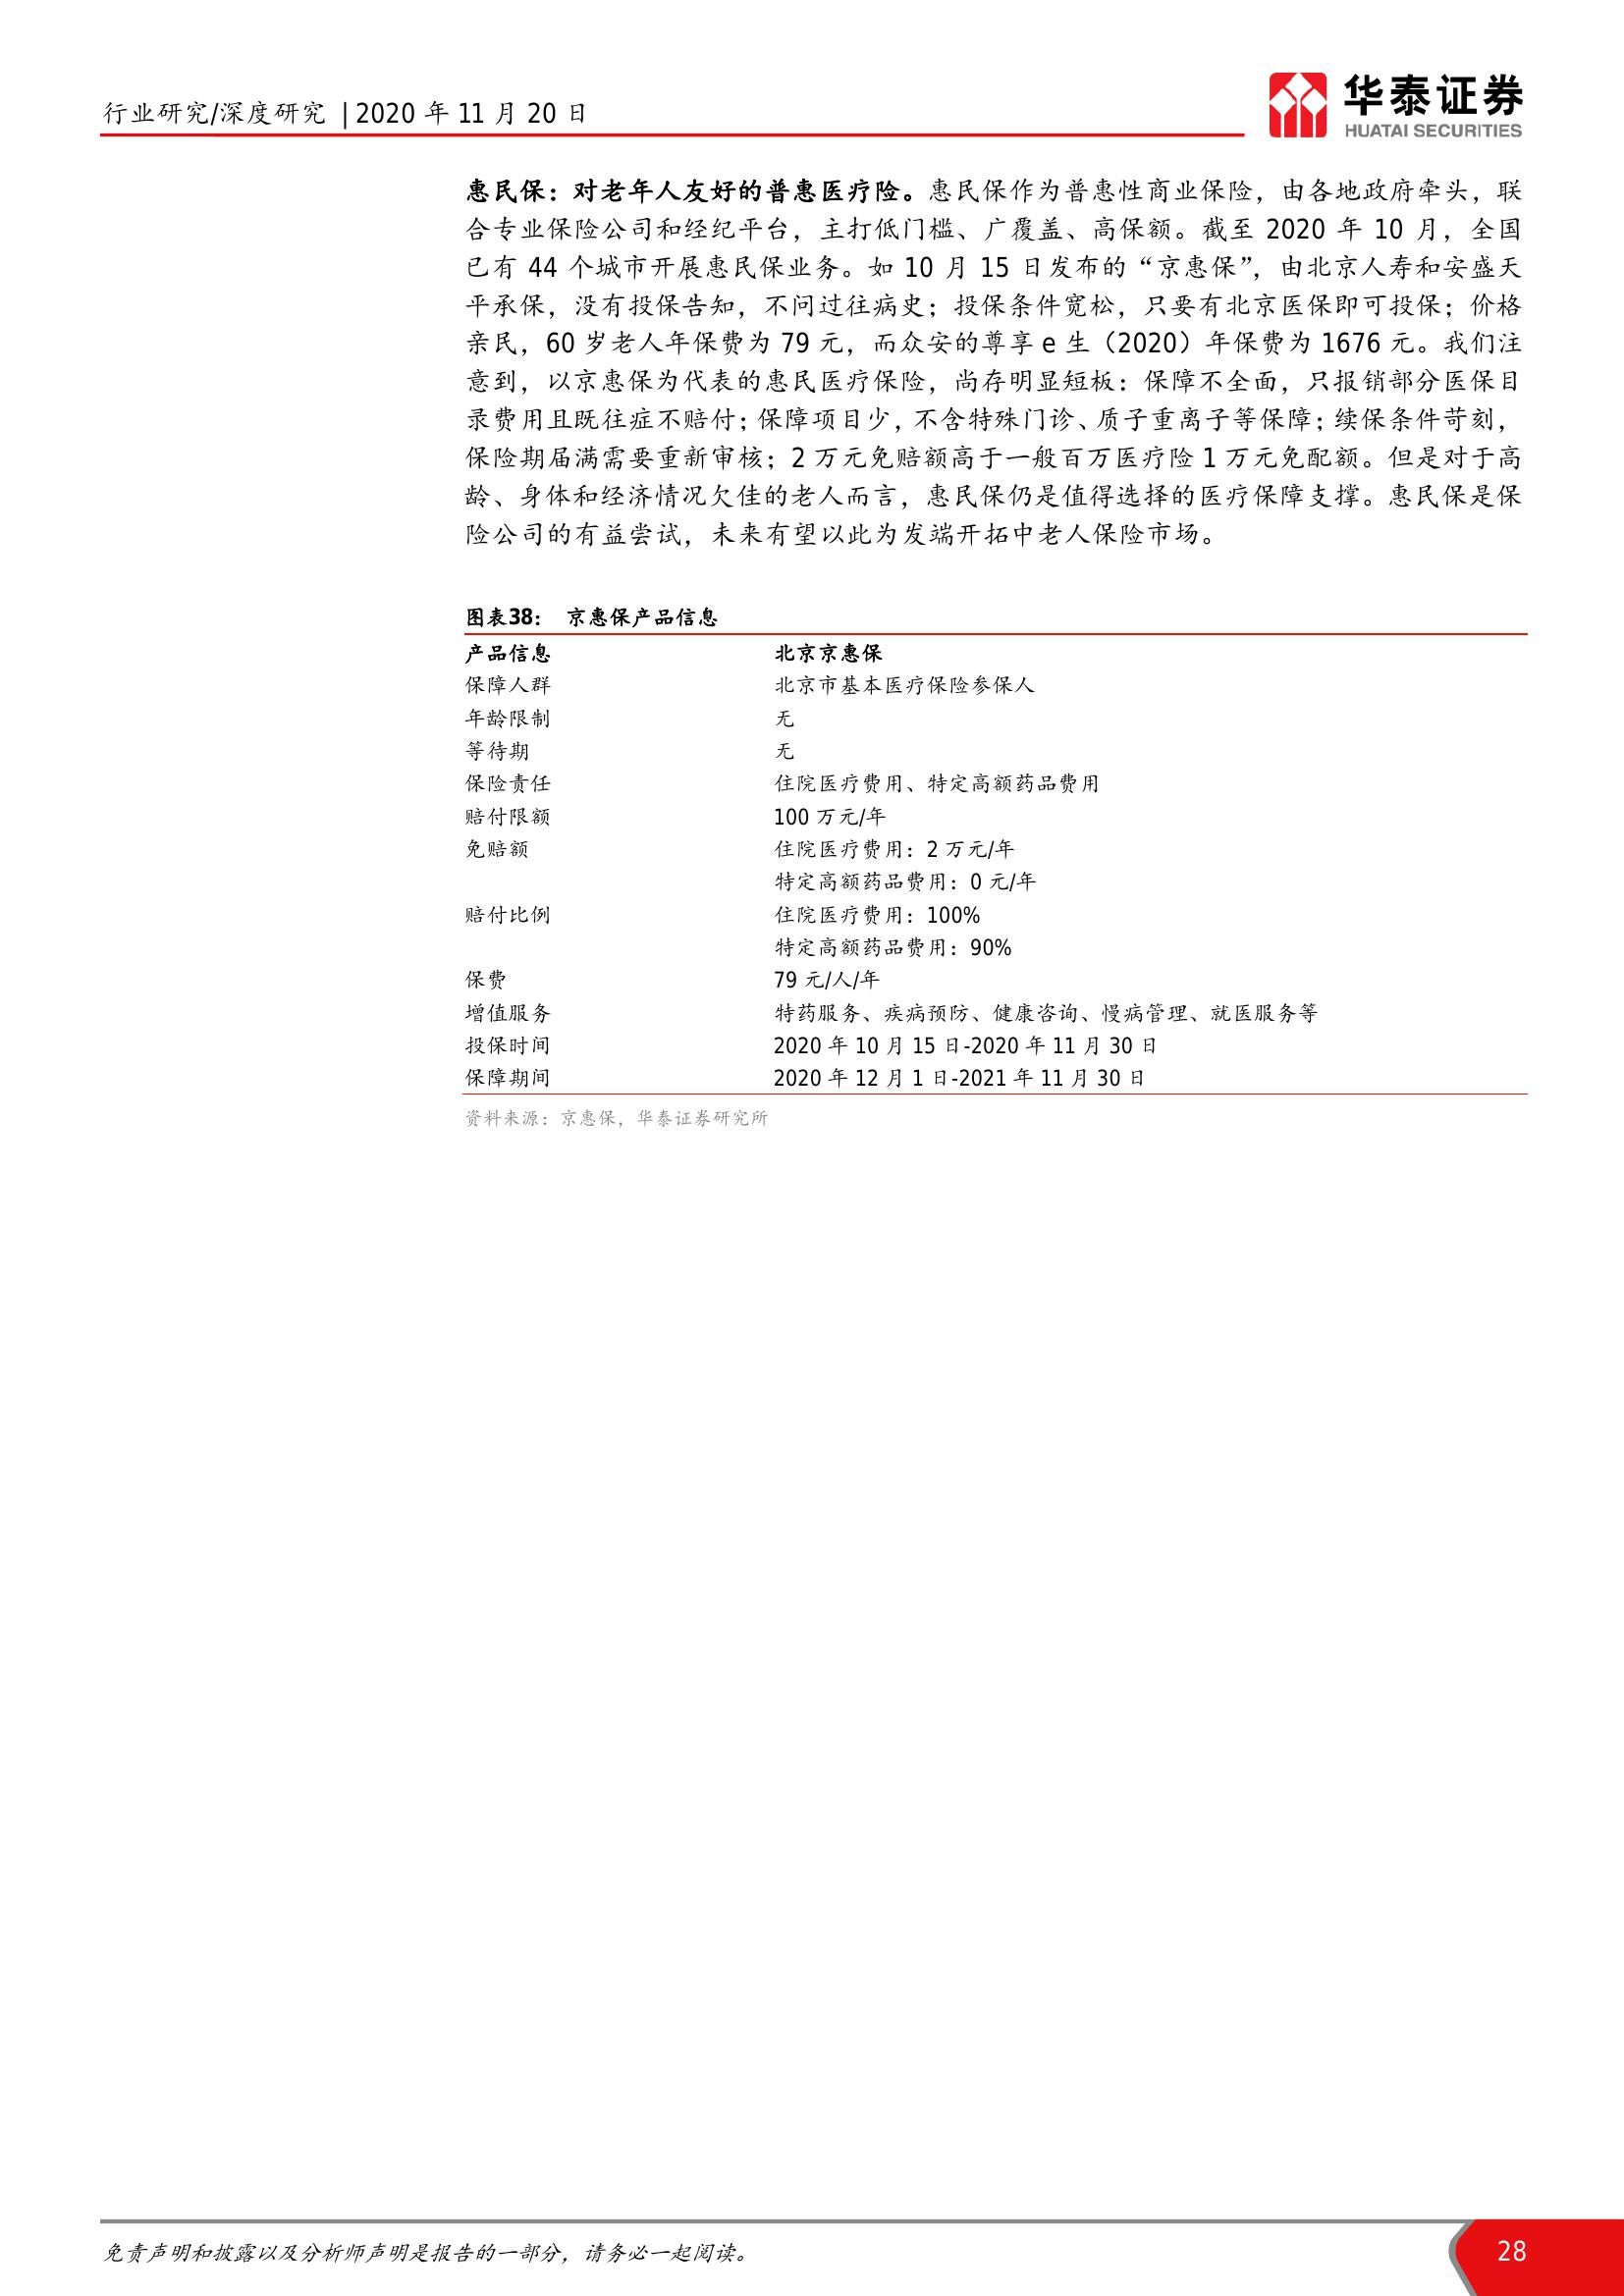 行业研究/深度研究 | 2020 年 11 月 20 日
华泰证券
HUATAI SECURITIES
惠民保：对老年人友好的普惠医疗险。惠民保作为普惠性商业保险，由各地政府牵头，联
合专业保险公司和经纪平台，主打低门槛、广覆盖、高保额。截至 2020 年 10 月，全国
已有 44 个城市开展惠民保业务。如 10 月 15 日发布的“京惠保”，由北京人寿和安盛天
平承保，没有投保告知，不问过往病史；投保条件宽松，只要有北京医保即可投保；价格
亲民，60 岁老人年保费为 79 元，而众安的尊享 e 生（2020）年保费为 1676 元。我们注
意到，以京惠保为代表的惠民医疗保险，尚存明显短板：保障不全面，只报销部分医保目
录费用且既往症不赔付；保障项目少，不含特殊门诊、质子重离子等保障；续保条件苛刻，
保险期届满需要重新审核；2 万元免赔额高于一般百万医疗险 1 万元免配额。但是对于高
龄、身体和经济情况欠佳的老人而言，惠民保仍是值得选择的医疗保障支撑。惠民保是保
险公司的有益尝试，未来有望以此为发端开拓中老人保险市场。
图表38： 京惠保产品信息
产品信息 北京京惠保
保障人群 北京市基本医疗保险参保人
年龄限制 无
等待期 无
保险责任 住院医疗费用、特定高额药品费用
赔付限额 100 万元/年
免赔额 住院医疗费用：2 万元/年
特定高额药品费用：0 元/年
赔付比例 住院医疗费用：100%
特定高额药品费用：90%
保费 79 元/人/年
增值服务 特药服务、疾病预防、健康咨询、慢病管理、就医服务等
投保时间 2020 年 10 月 15 日-2020 年 11 月 30 日
保障期间 2020 年 12 月 1 日-2021 年 11 月 30 日
资料来源：京惠保，华泰证券研究所
免责声明和披露以及分析师声明是报告的一部分，请务必一起阅读。
28